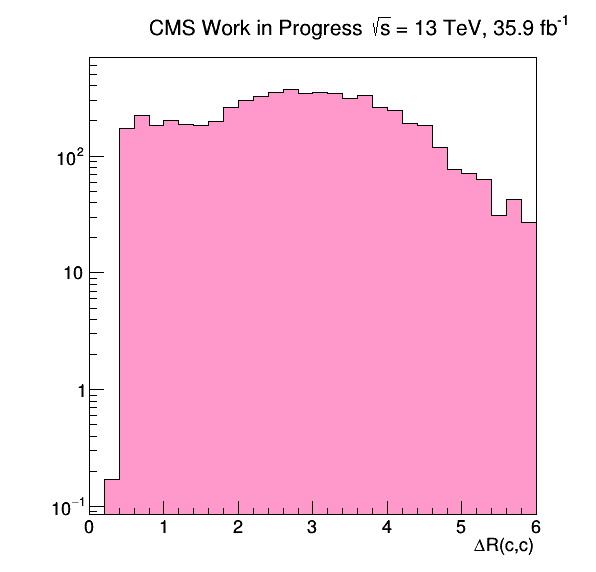 CMS Work in Progress √s = 13 TeV, 35.9 fb⁻¹
10²
10
1
10⁻¹
0 1 2 3 4 5 6
ΔR(c,c)